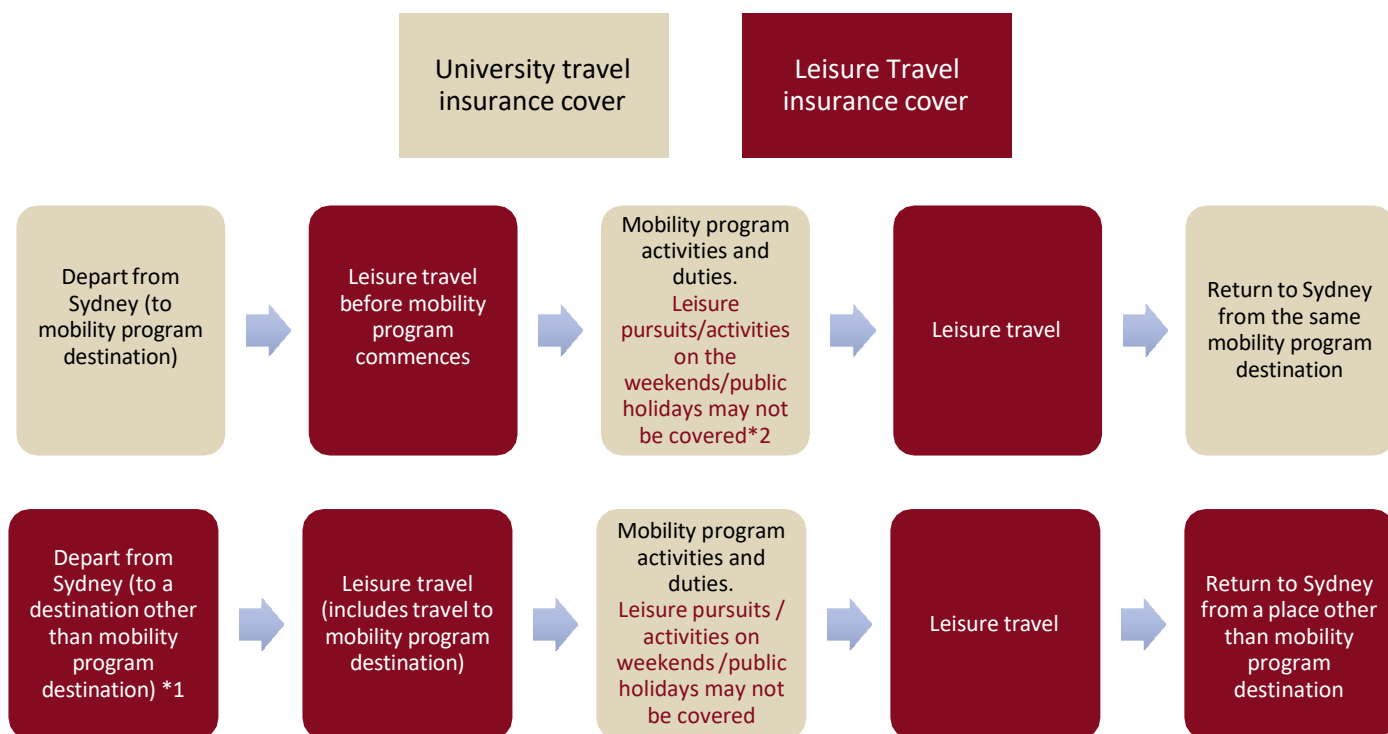 University travel
insurance cover
Leisure Travel
insurance cover
Depart from
Sydney (to
mobility program
destination)
Leisure travel
before mobility
program
commences
Mobility program
activities and
duties.
Leisure
pursuits/activities
on the
weekends/public
holidays may not
be covered*2
Leisure travel
Return to Sydney
from the same
mobility program
destination
Depart from
Sydney (to a
destination other
than mobility
program
destination) *1
Leisure travel
(includes travel to
mobility program
destination)
Mobility program
activities and
duties.
Leisure pursuits /
activities on
weekends /public
holidays may not
be covered
Leisure travel
Return to Sydney
from a place other
than mobility
program
destination